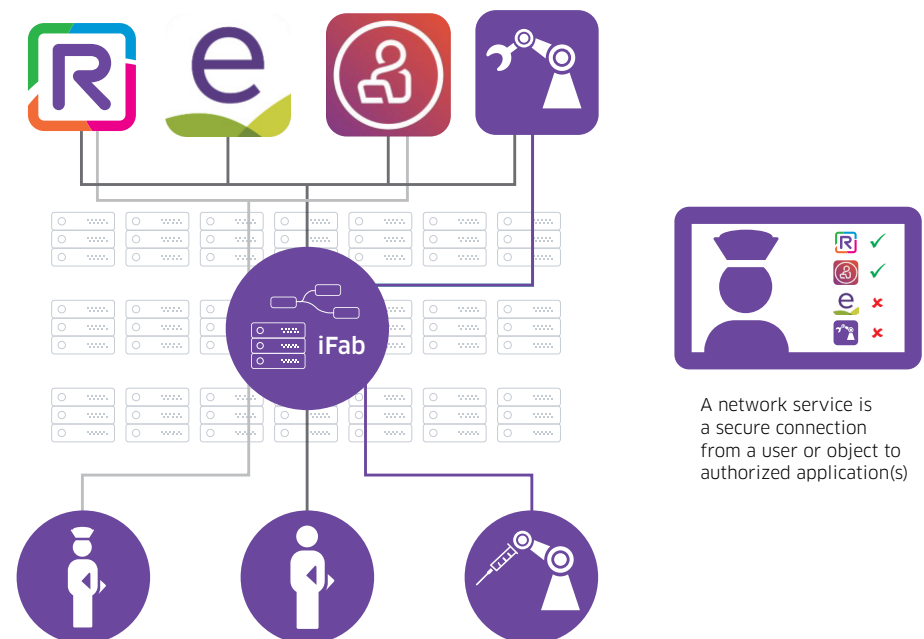 R
e
iFab
R
e
A network service is
a secure connection
from a user or object to
authorized application(s)